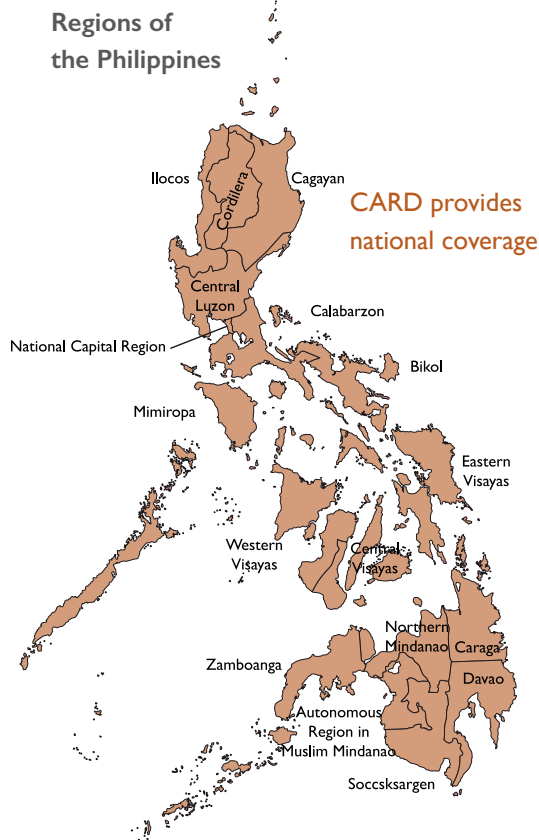 Regions of
the Philippines
Ilocos
Cordilera
Cagayan
CARD provides
national coverage
Central
Luzon
Calabarzon
National Capital Region
Bikol
Mimiropa
Eastern
Visayas
Western
Visayas
Central
Visayas
Northern
Mindanao
Caraga
Zamboanga
Davao
Autonomous
Region in
Muslim Mindanao
Soccsksargen